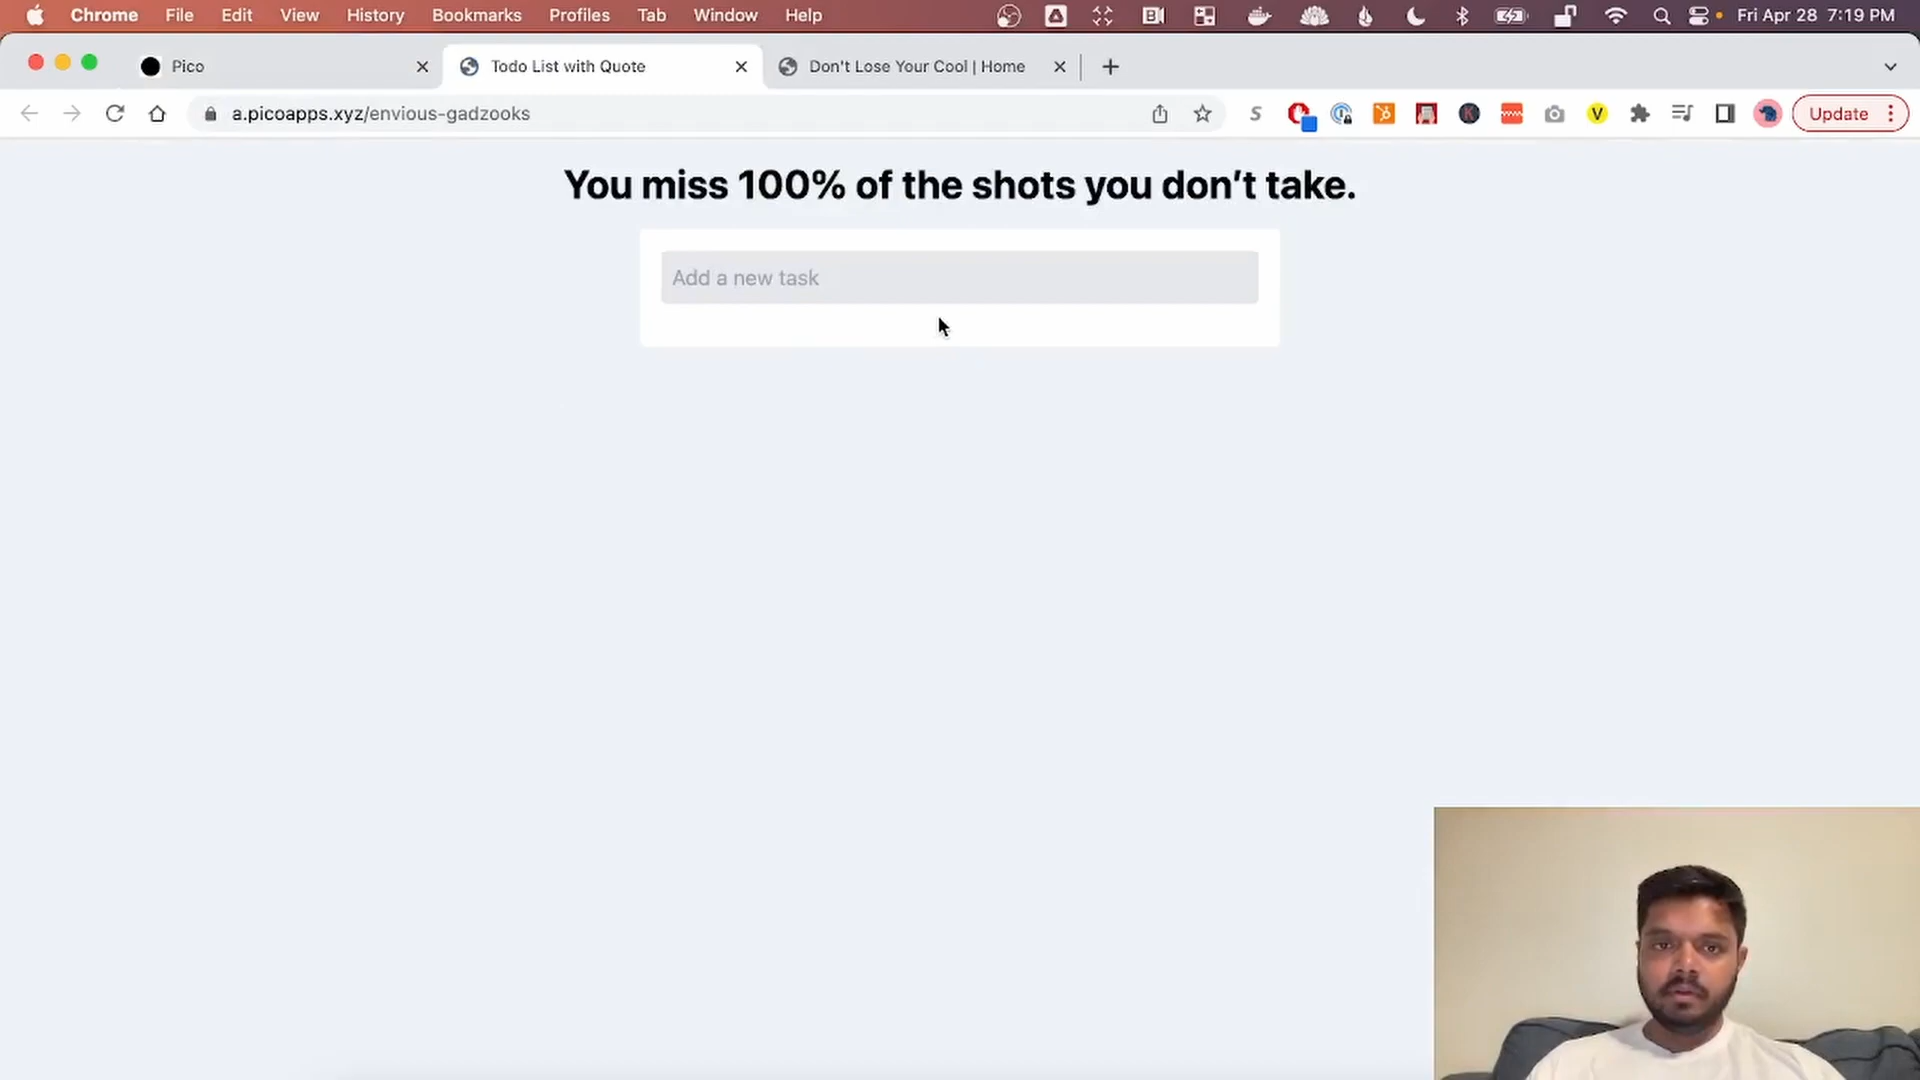 Chrome File Edit View History Bookmarks Profiles Tab Window Help Fri Apr 28 7:19 PM
Pico Todo List with Quote Don't Lose Your Cool | Home
a.picoapps.xyz/envious-gadzooks S K V Update
You miss 100% of the shots you don’t take.
Add a new task